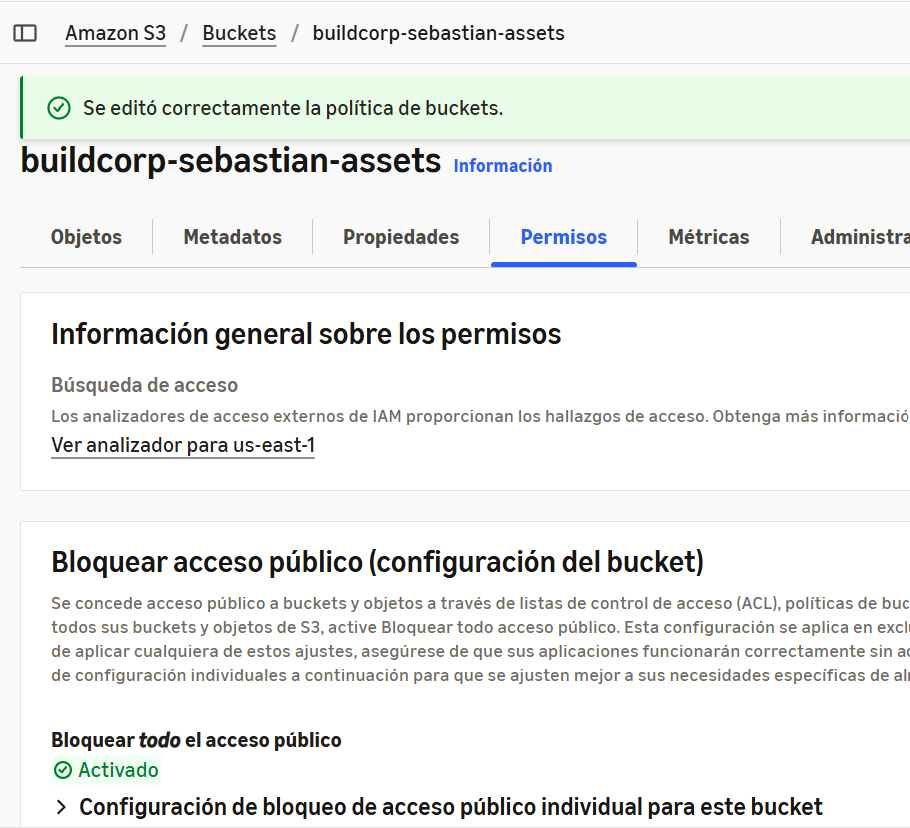 Amazon S3 / Buckets / buildcorp-sebastian-assets
Se editó correctamente la política de buckets.
buildcorp-sebastian-assets Información
Objetos Metadatos Propiedades Permisos Métricas Administra
Información general sobre los permisos
Búsqueda de acceso
Los analizadores de acceso externos de IAM proporcionan los hallazgos de acceso. Obtenga más informació
Ver analizador para us-east-1
Bloquear acceso público (configuración del bucket)
Se concede acceso público a buckets y objetos a través de listas de control de acceso (ACL), políticas de buc
todos sus buckets y objetos de S3, active Bloquear todo acceso público. Esta configuración se aplica en exclu
de aplicar cualquiera de estos ajustes, asegúrese de que sus aplicaciones funcionarán correctamente sin ac
de configuración individuales a continuación para que se ajusten mejor a sus necesidades específicas de al
Bloquear todo el acceso público
Activado
Configuración de bloqueo de acceso público individual para este bucket